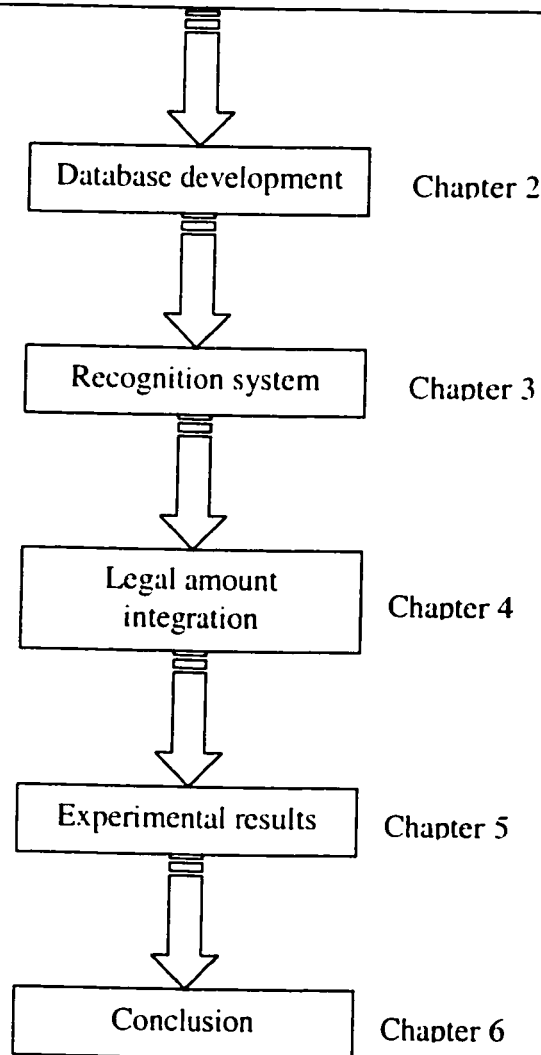 Database development
Chapter 2
Recognition system
Chapter 3
Legal amount
integration
Chapter 4
Experimental results
Chapter 5
Conclusion
Chapter 6